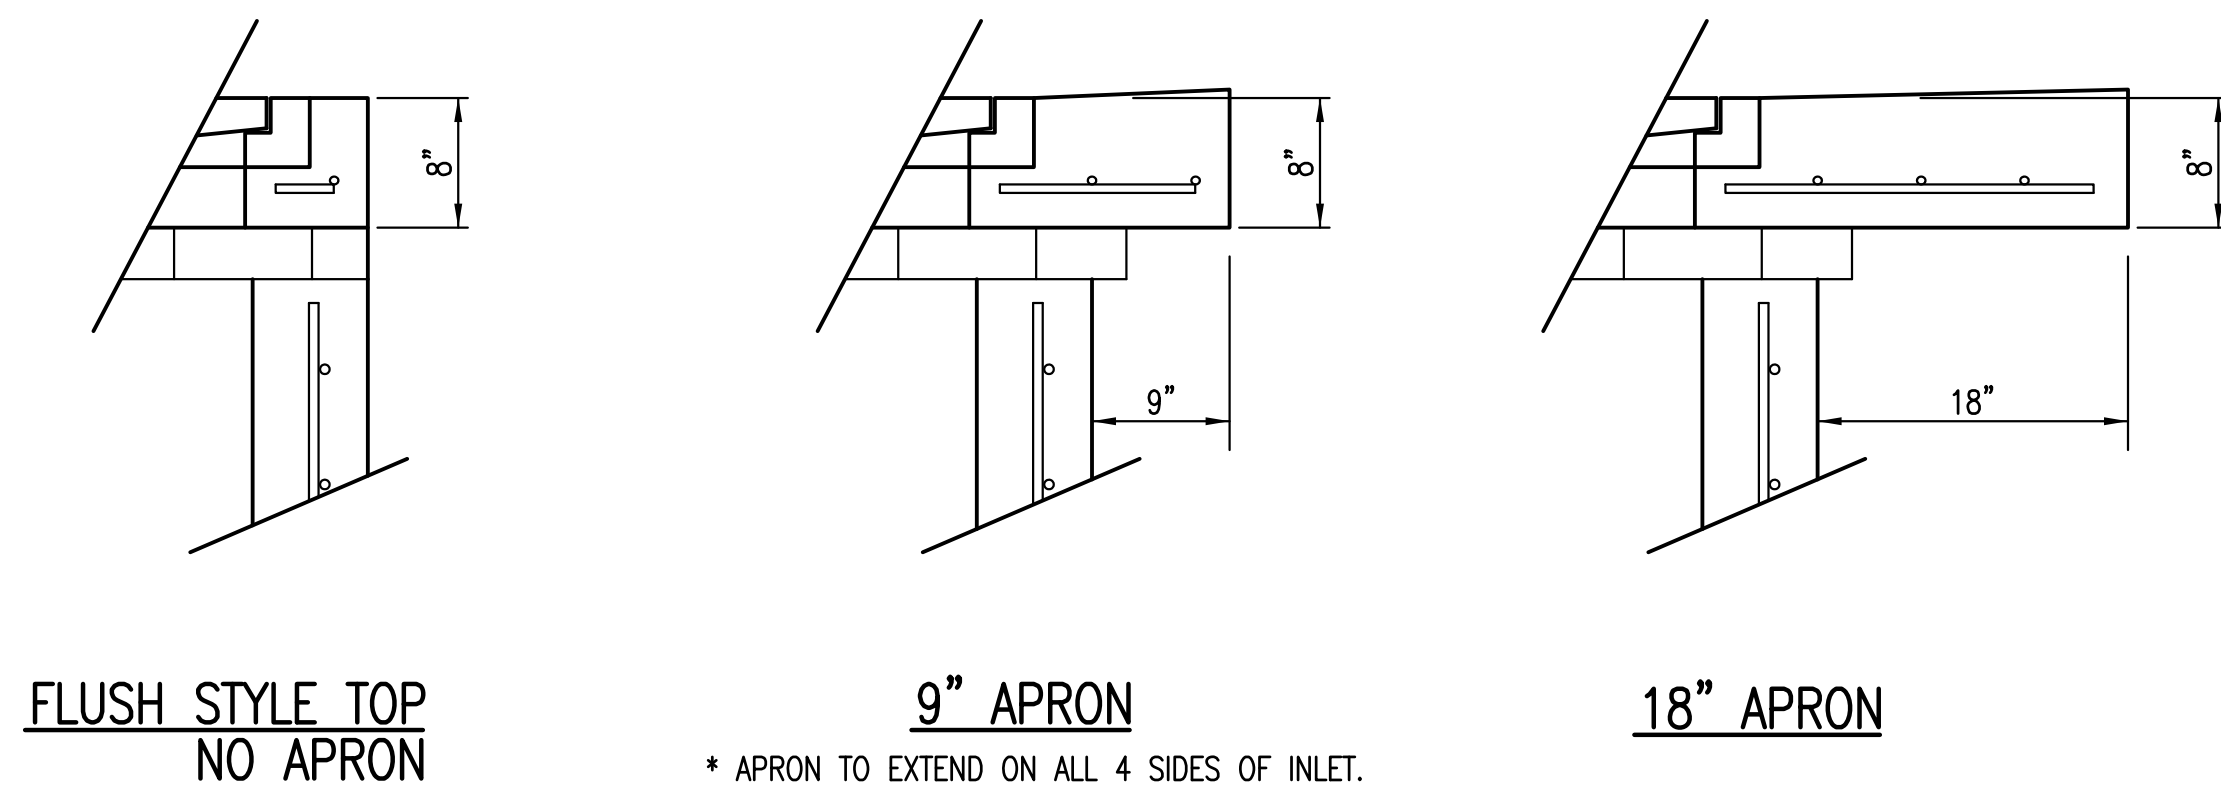 8”
8”
8”
9”
18”
FLUSH STYLE TOP
NO APRON
9” APRON
* APRON TO EXTEND ON ALL 4 SIDES OF INLET.
18” APRON